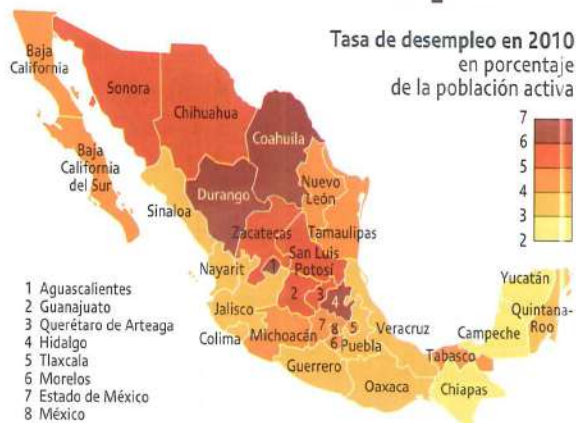 Tasa de desempleo en 2010
en porcentaje
de la población activa
7
6
5
4
3
2
Baja
California
Sonora
Chihuahua
Coahuila
Baja
California
del Sur
Nuevo
León
Durango
Sinaloa
Zacatecas
Tamaulipas
San Luis
Potosí
Nayarit
1
2
3
4
Jalisco
Colima
Michoacán
7
8
5
6
Puebla
Veracruz
Guerrero
Oaxaca
Yucatán
Quintana-
Roo
Campeche
Tabasco
Chiapas
1 Aguascalientes
2 Guanajuato
3 Querétaro de Arteaga
4 Hidalgo
5 Tlaxcala
6 Morelos
7 Estado de México
8 México